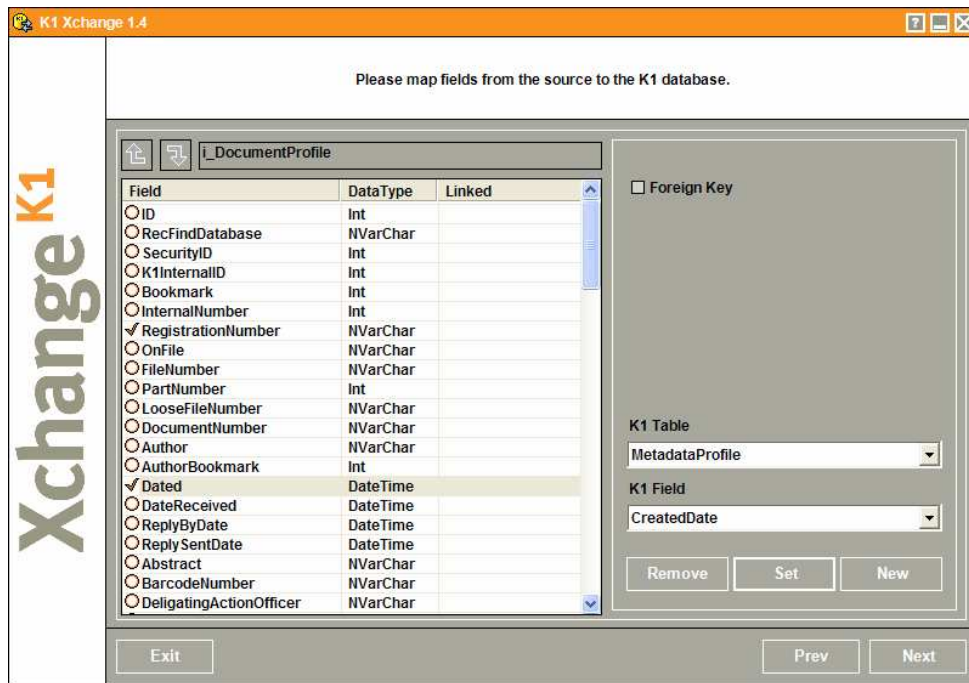 K1 Xchange 1.4
Please map fields from the source to the K1 database.
Xchange K1
i_DocumentProfile
Field DataType Linked
ID Int
RecFindDatabase NVarChar
SecurityID Int
K1InternalID Int
Bookmark Int
InternalNumber Int
RegistrationNumber NVarChar
OnFile NVarChar
FileNumber NVarChar
PartNumber Int
LooseFileNumber NVarChar
DocumentNumber NVarChar
Author NVarChar
AuthorBookmark Int
Dated DateTime
DateReceived DateTime
ReplyByDate DateTime
ReplySentDate DateTime
Abstract NVarChar
BarcodeNumber NVarChar
DeligatingActionOfficer NVarChar
Foreign Key
K1 Table
MetadataProfile
K1 Field
CreatedDate
Remove Set New
Exit Prev Next